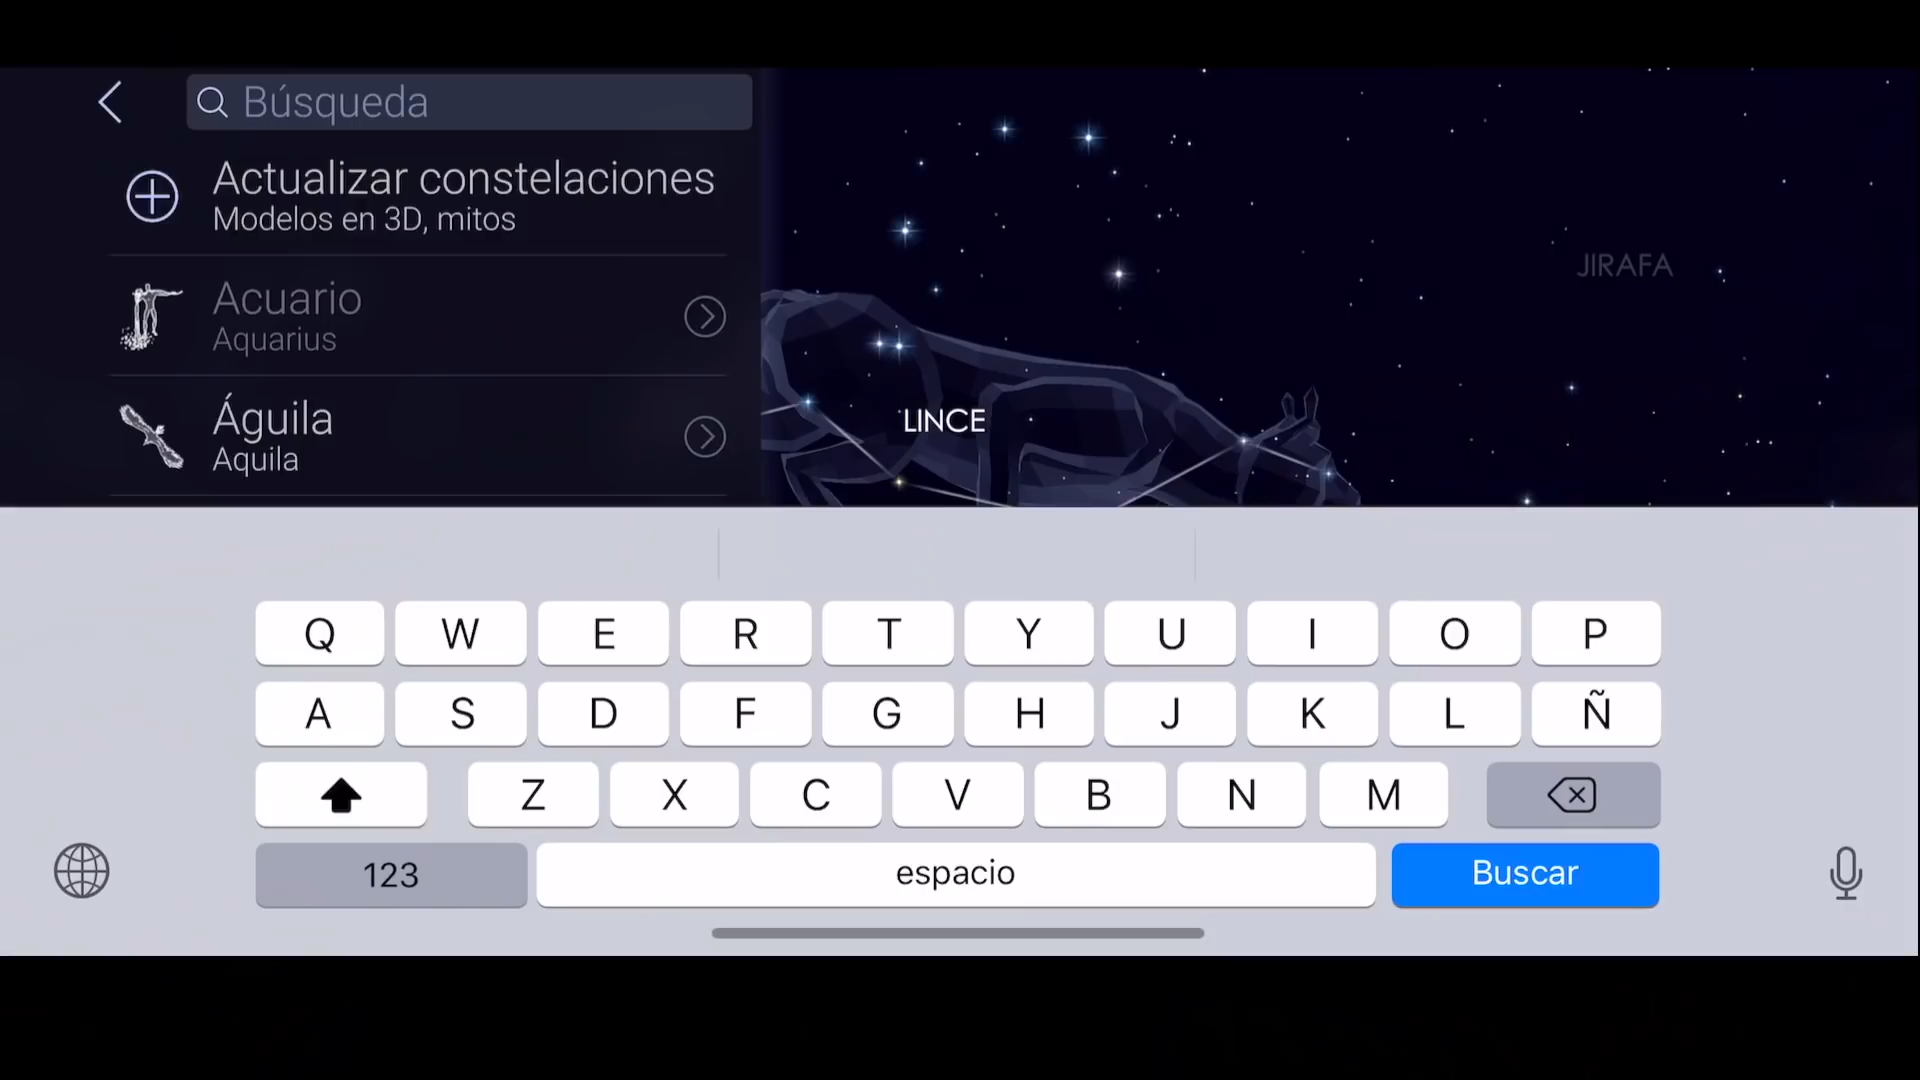 Búsqueda
Actualizar constelaciones
Modelos en 3D, mitos
Acuario
Aquarius
Águila
Aquila
JIRAFA
LINCE
Q W E R T Y U I O P
A S D F G H J K L Ñ
Z X C V B N M
123 espacio Buscar